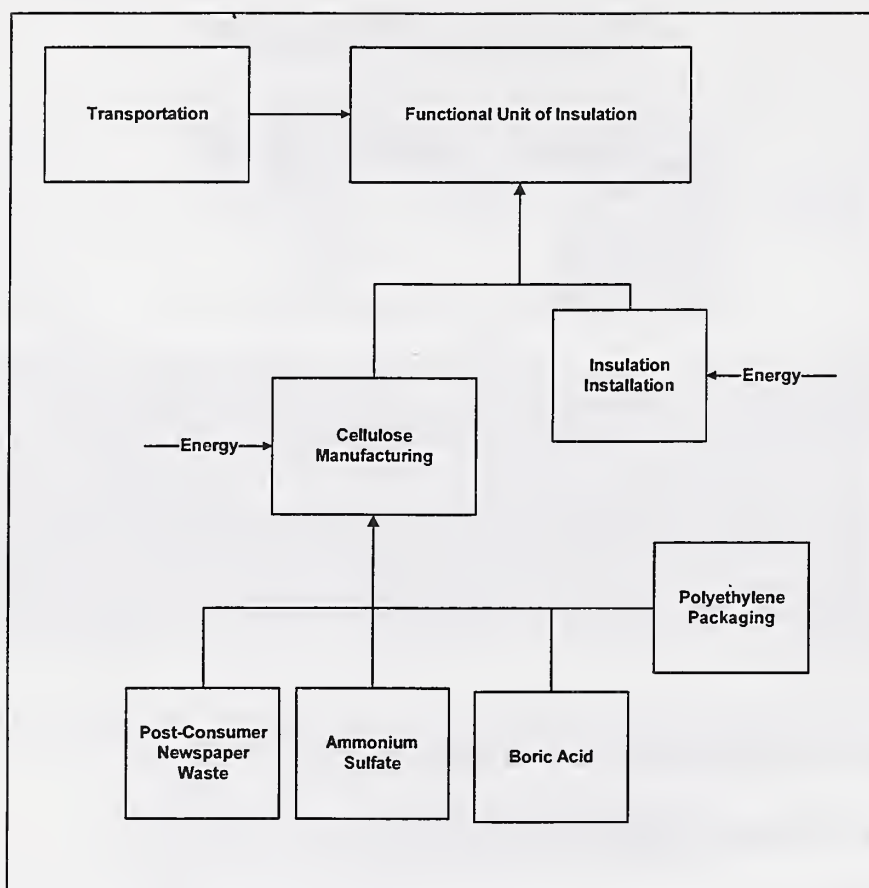 Transportation
Functional Unit of Insulation
Insulation
Installation
Energy
Energy
Cellulose
Manufacturing
Polyethylene
Packaging
Post-Consumer
Newspaper
Waste
Ammonium
Sulfate
Boric Acid